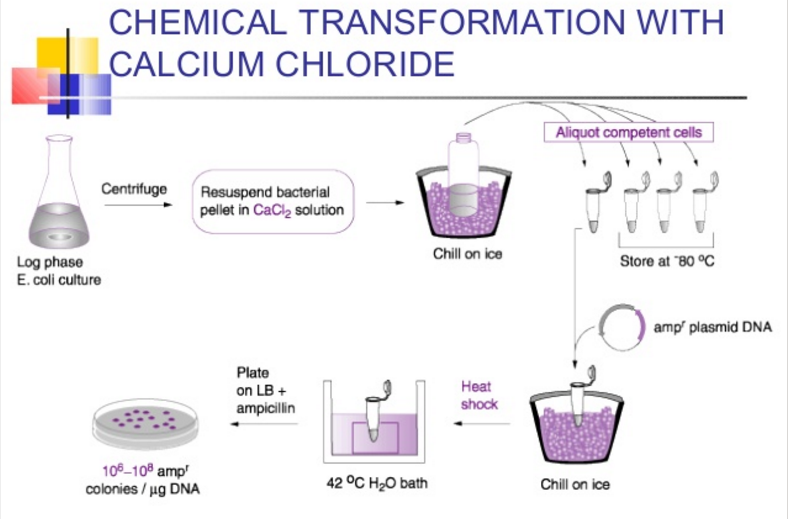 CHEMICAL TRANSFORMATION WITH
CALCIUM CHLORIDE
Log phase
E. coli culture
Centrifuge
Resuspend bacterial
pellet in CaCl₂ solution
Chill on ice
Aliquot competent cells
Store at ⁻80 ⁰C
ampʳ plasmid DNA
Chill on ice
Heat
shock
42 ⁰C H₂O bath
Plate
on LB +
ampicillin
10⁶–10⁸ ampʳ
colonies / µg DNA